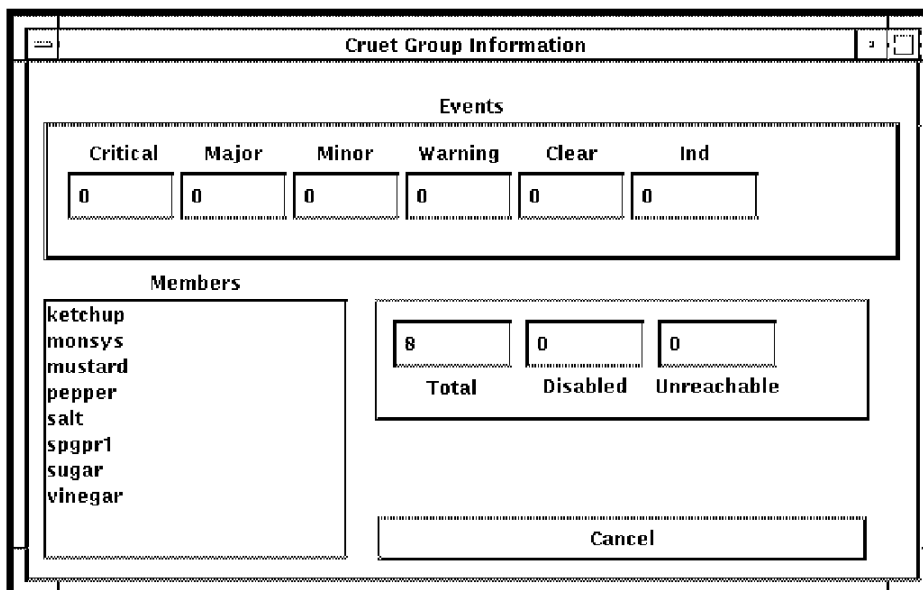 Cruet Group Information
Events
Critical Major Minor Warning Clear Ind
0 0 0 0 0 0
Members
ketchup
monsys
mustard
pepper
salt
spgpr1
sugar
vinegar
8 0 0
Total Disabled Unreachable
Cancel